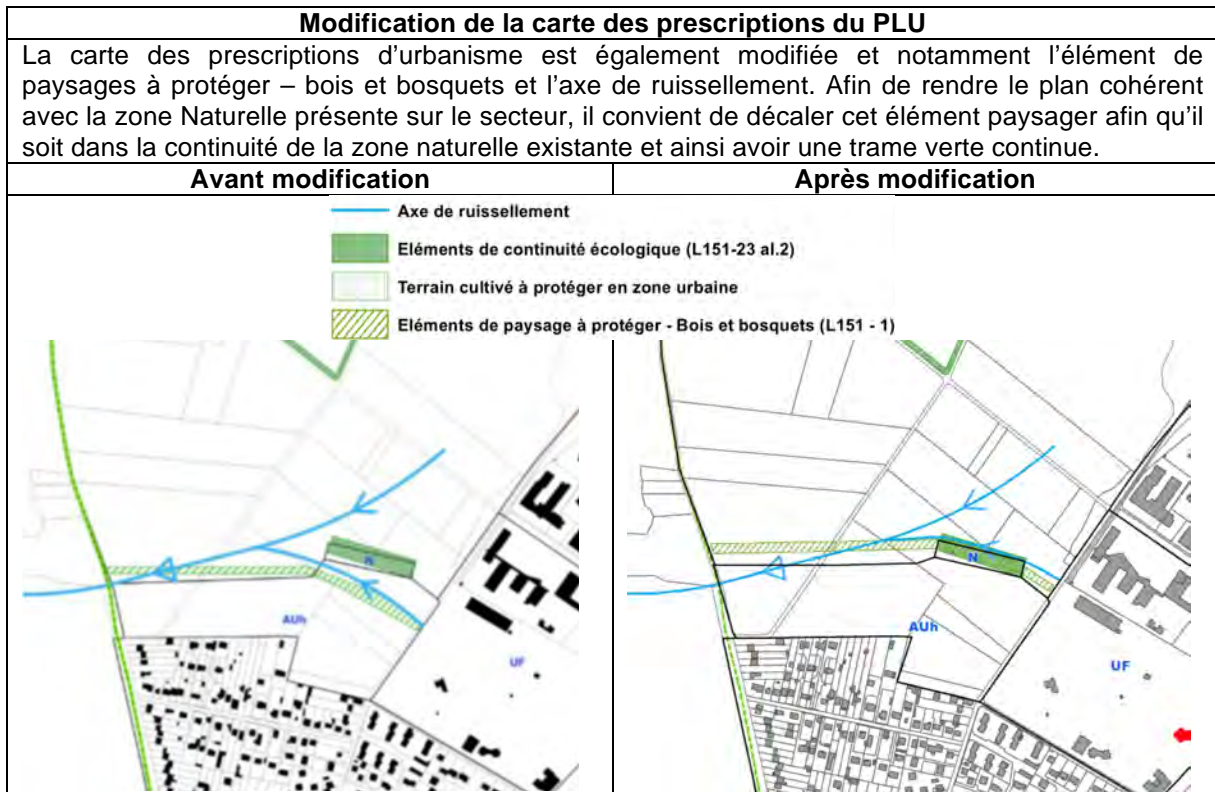 Modification de la carte des prescriptions du PLU
La carte des prescriptions d'urbanisme est également modifiée et notamment l'élément de
paysages à protéger – bois et bosquets et l'axe de ruissellement. Afin de rendre le plan cohérent
avec la zone Naturelle présente sur le secteur, il convient de décaler cet élément paysager afin qu'il
soit dans la continuité de la zone naturelle existante et ainsi avoir une trame verte continue.
Avant modification
Après modification
Axe de ruissellement
Eléments de continuité écologique (L151-23 al.2)
Terrain cultivé à protéger en zone urbaine
Eléments de paysage à protéger - Bois et bosquets (L151 - 1)
N
AUh
UF
N
AUh
UF